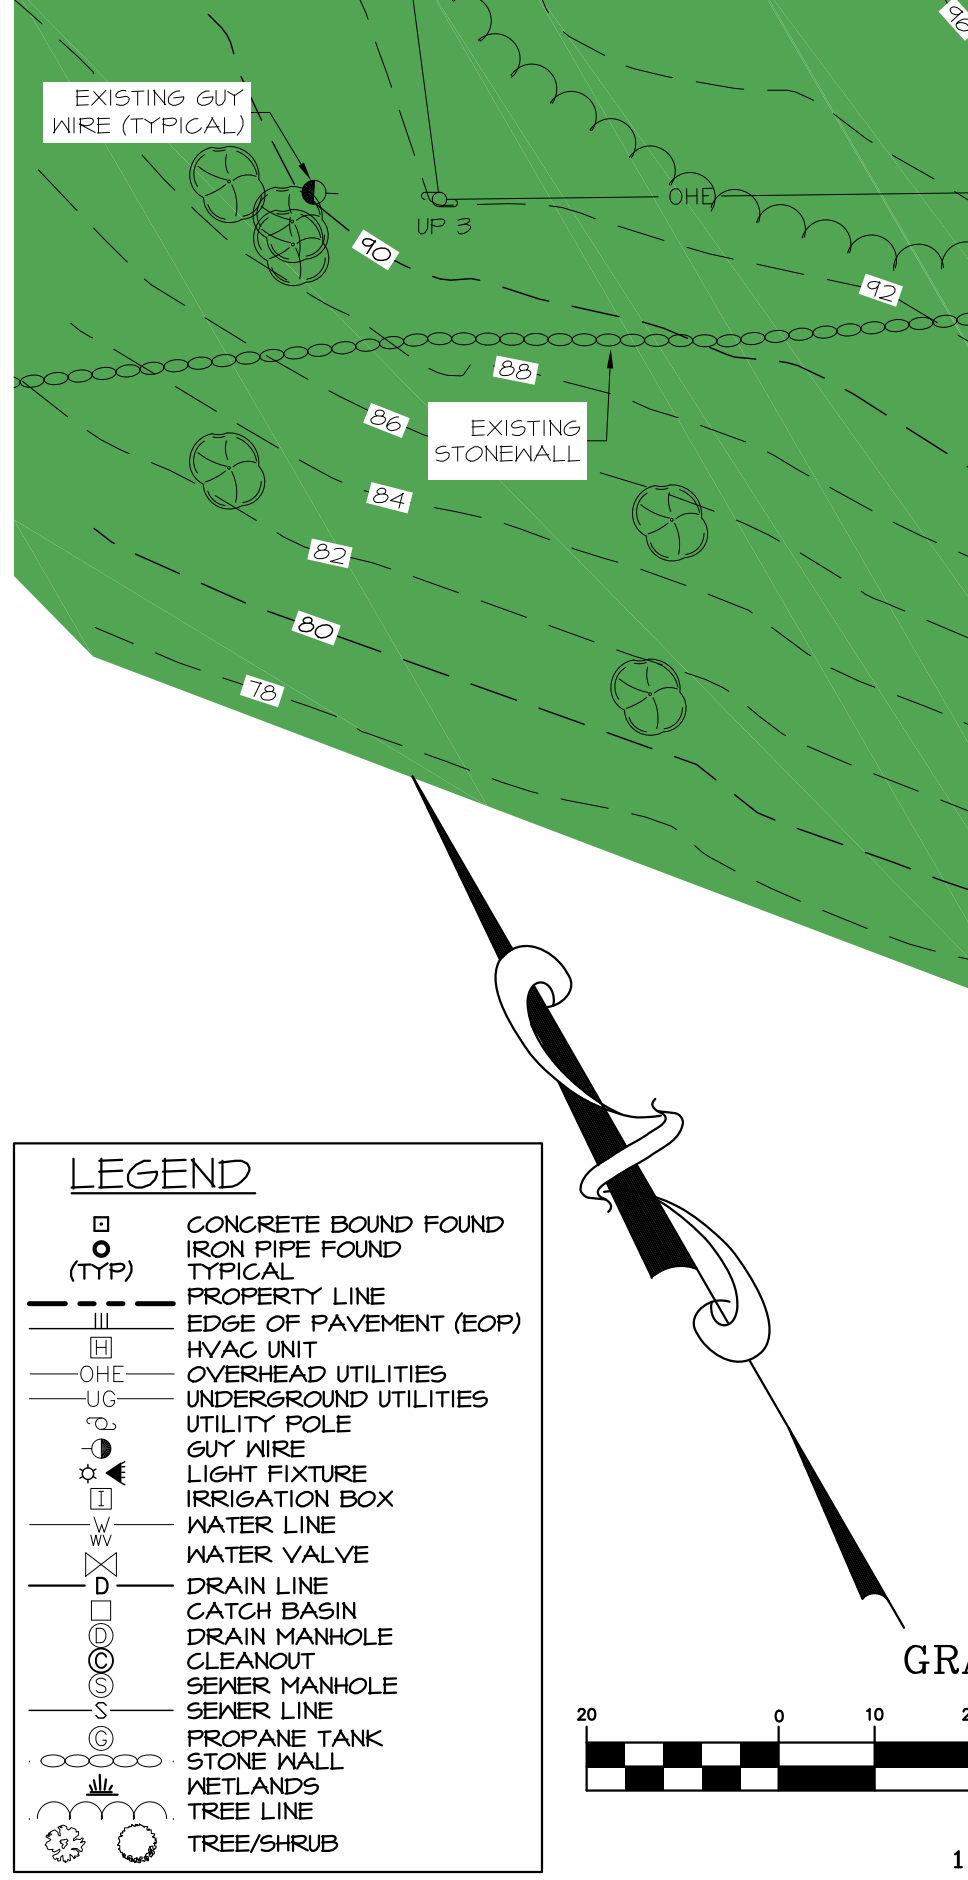 96
EXISTING GUY
WIRE (TYPICAL)
OHE
UP 3
90
92
88
86
EXISTING
STONEWALL
84
82
80
78
LEGEND
CONCRETE BOUND FOUND
IRON PIPE FOUND
(TYP) TYPICAL
PROPERTY LINE
EDGE OF PAVEMENT (EOP)
H HVAC UNIT
OHE OVERHEAD UTILITIES
UG UNDERGROUND UTILITIES
UTILITY POLE
GUY WIRE
LIGHT FIXTURE
I IRRIGATION BOX
W WATER LINE
WV
WATER VALVE
D DRAIN LINE
CATCH BASIN
D DRAIN MANHOLE
C CLEANOUT
S SEWER MANHOLE
S SEWER LINE
G PROPANE TANK
STONE WALL
WETLANDS
TREE LINE
TREE/SHRUB
GRA
20 0 10 2
1